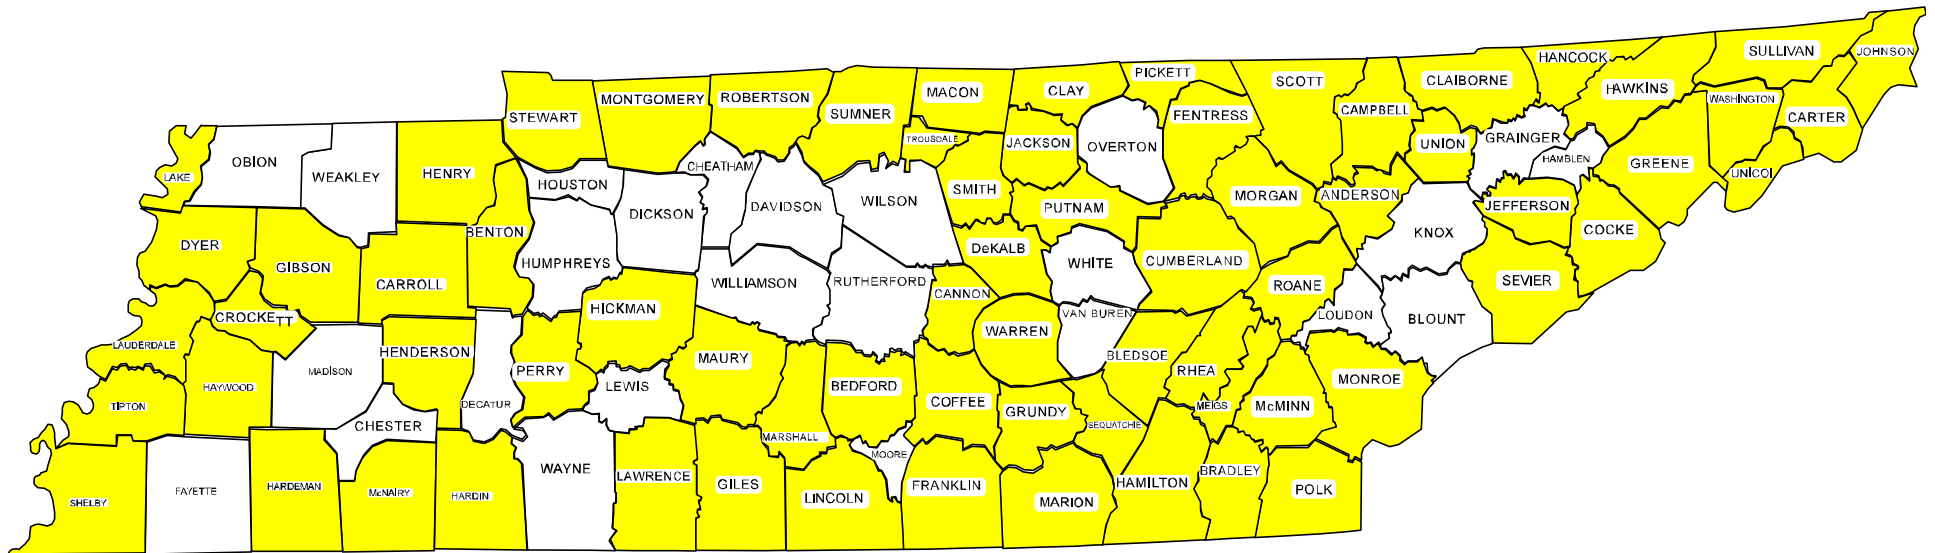 HANCOCK
SULLIVAN
JOHNSON
PICKETT
SCOTT
CLAIBORNE
HAWKINS
WASHINGTON
CARTER
MONTGOMERY
ROBERTSON
MACON
CLAY
STEWART
SUMNER
FENTRESS
CAMPBELL
TROUSDALE
JACKSON
OVERTON
UNION
GRAINGER
HAMBLEN
GREENE
UNICOI
OBION
WEAKLEY
HENRY
LAKE
CHEATHAM
HOUSTON
DICKSON
DAVIDSON
WILSON
SMITH
PUTNAM
MORGAN
ANDERSON
JEFFERSON
COCKE
KNOX
DYER
GIBSON
BENTON
CARROLL
HUMPHREYS
WILLIAMSON
RUTHERFORD
DeKALB
WHITE
CUMBERLAND
ROANE
SEVIER
CANNON
HICKMAN
CROCKETT
LAUDERDALE
HENDERSON
WARREN
VAN BUREN
LOUDON
BLOUNT
MADISON
HAYWOOD
PERRY
LEWIS
MAURY
BEDFORD
BLEDSOE
RHEA
MONROE
TIPTON
DECATUR
CHESTER
COFFEE
GRUNDY
SEQUATCHIE
MEIGS
McMINN
MARSHALL
MOORE
SHELBY
FAYETTE
HARDEMAN
McNAIRY
HARDIN
WAYNE
LAWRENCE
GILES
LINCOLN
FRANKLIN
MARION
HAMILTON
BRADLEY
POLK